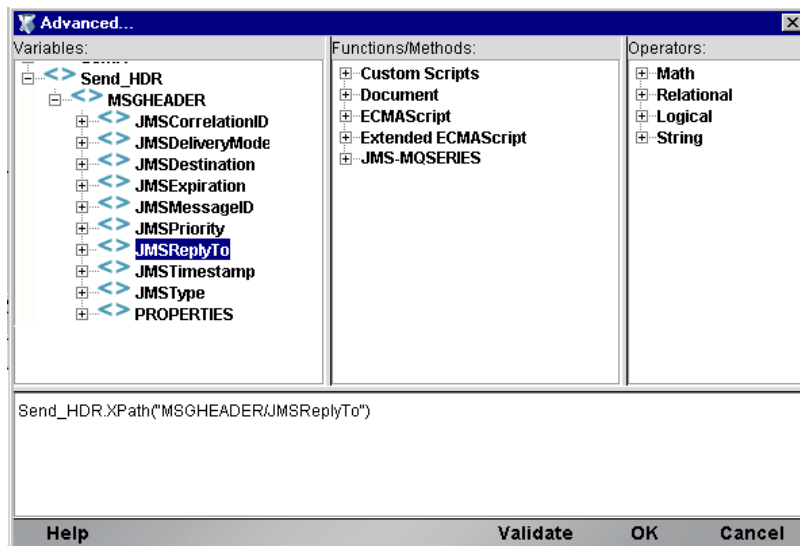 Advanced...
Variables:
Send_HDR
MSGHEADER
JMSCorrelationID
JMSDeliveryMode
JMSDestination
JMSExpiration
JMSMessageID
JMSPriority
JMSReplyTo
JMSTimestamp
JMSType
PROPERTIES
Functions/Methods:
Custom Scripts
Document
ECMAScript
Extended ECMAScript
JMS-MQSERIES
Operators:
Math
Relational
Logical
String
Send_HDR.XPath("MSGHEADER/JMSReplyTo")
Help Validate OK Cancel